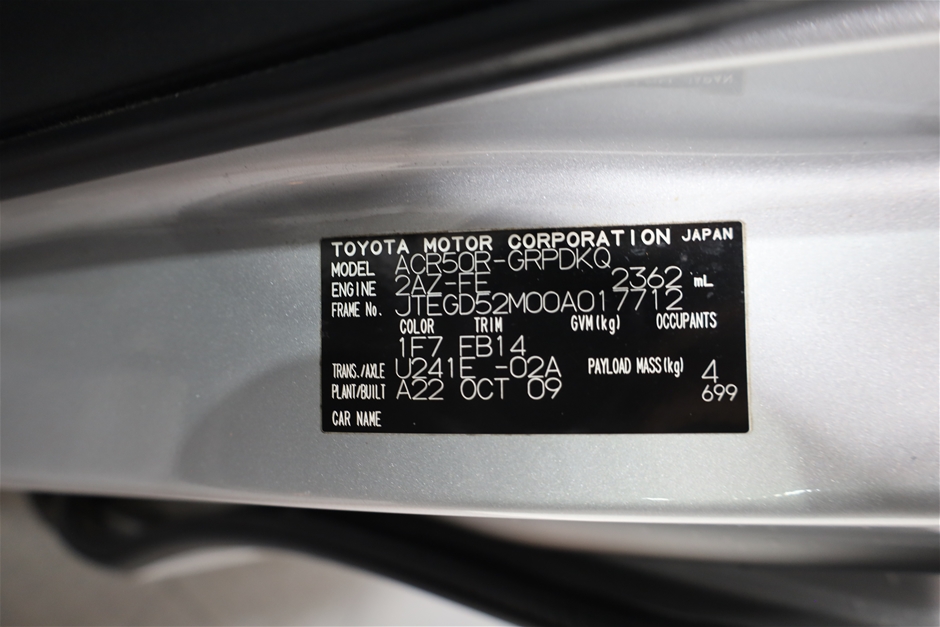 TOYOTA MOTOR CORPORATION JAPAN
MODEL ACR50R-GRPDKQ
ENGINE 2AZ-FE 2362 mL
FRAME No. JTEGD52M00A017712
COLOR TRIM GVM(kg) OCCUPANTS
1F7 EB14
TRANS./AXLE U241E -02A PAYLOAD MASS(kg) 4
PLANT/BUILT A22 OCT 09 699
CAR NAME